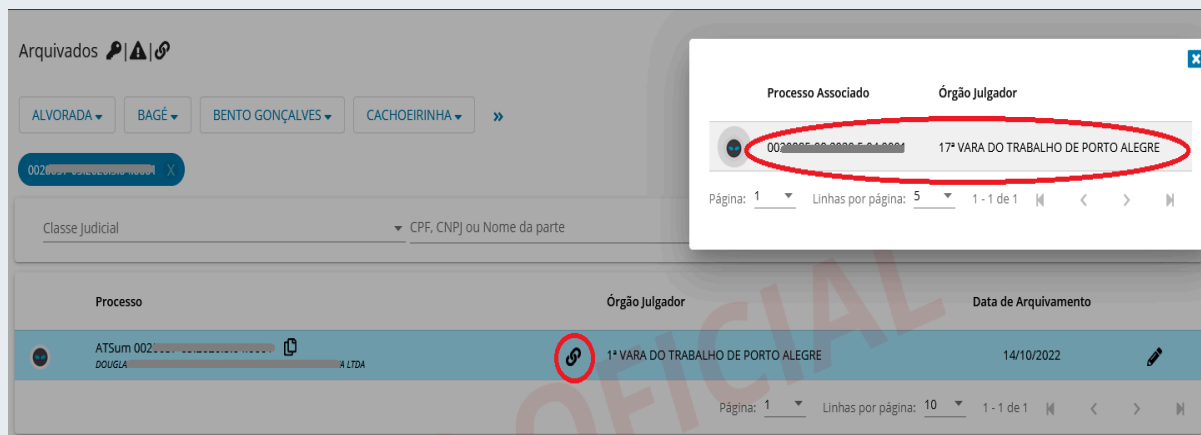 Arquivados
ALVORADA
BAGÉ
BENTO GONÇALVES
CACHOEIRINHA
»
X
Classe Judicial
CPF, CNPJ ou Nome da parte
x
Processo Associado Órgão Julgador
17ª VARA DO TRABALHO DE PORTO ALEGRE
Página: 1 Linhas por página: 5 1 - 1 de 1
Processo Órgão Julgador Data de Arquivamento
ATSum 002
DOUGLA A LTDA
1ª VARA DO TRABALHO DE PORTO ALEGRE 14/10/2022
Página: 1 Linhas por página: 10 1 - 1 de 1
OFICIAL